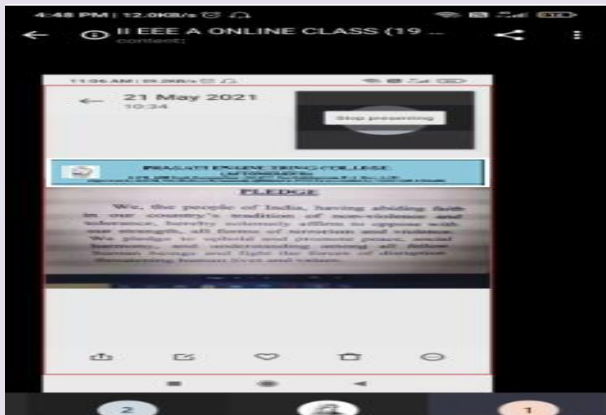 4:48 PM | 12.0KB/s
II EEE A ONLINE CLASS (19 ...
content:
11:06 AM |
21 May 2021
10:34
Stop presenting
PRAGATI ENGINEERING COLLEGE
PLEDGE
We, the people of India, having abiding faith
in our country's tradition of non-violence and
tolerance, hereby solemnly affirm to oppose with
our strength, all forms of terrorism and violence.
We pledge to uphold and promote peace, social
harmony, and understanding among all fellow
human beings and fight the forces of disruption
threatening human lives and values.
2
1